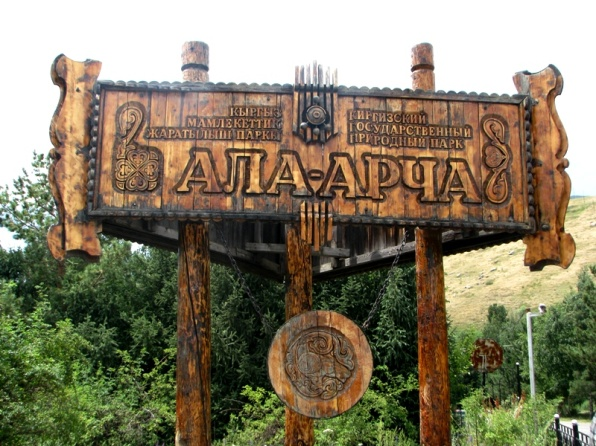 КЫРГЫЗ
МАМЛЕКЕТТИК
ЖАРАТЫЛЫШ ПАРКЫ
КИРГИЗСКИЙ
ГОСУДАРСТВЕННЫЙ
ПРИРОДНЫЙ ПАРК
АЛА-АРЧА